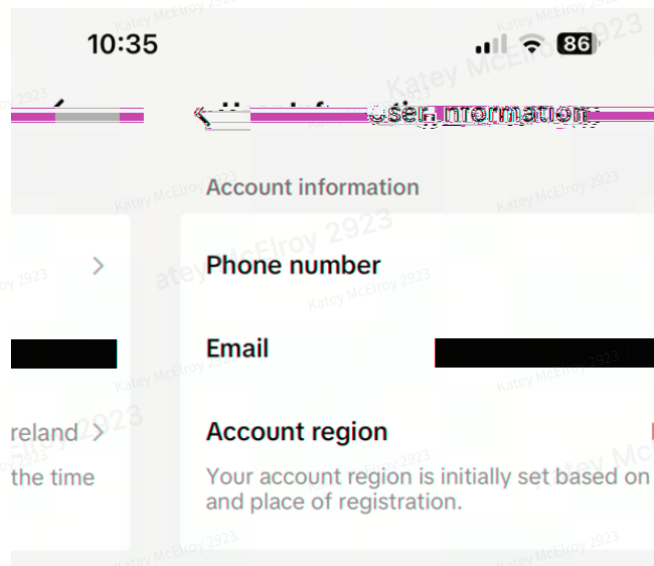 10:35
86
User information
Account information
Phone number
Email
reland
Account region
the time
Your account region is initially set based on
and place of registration.
Katey McElroy 2923